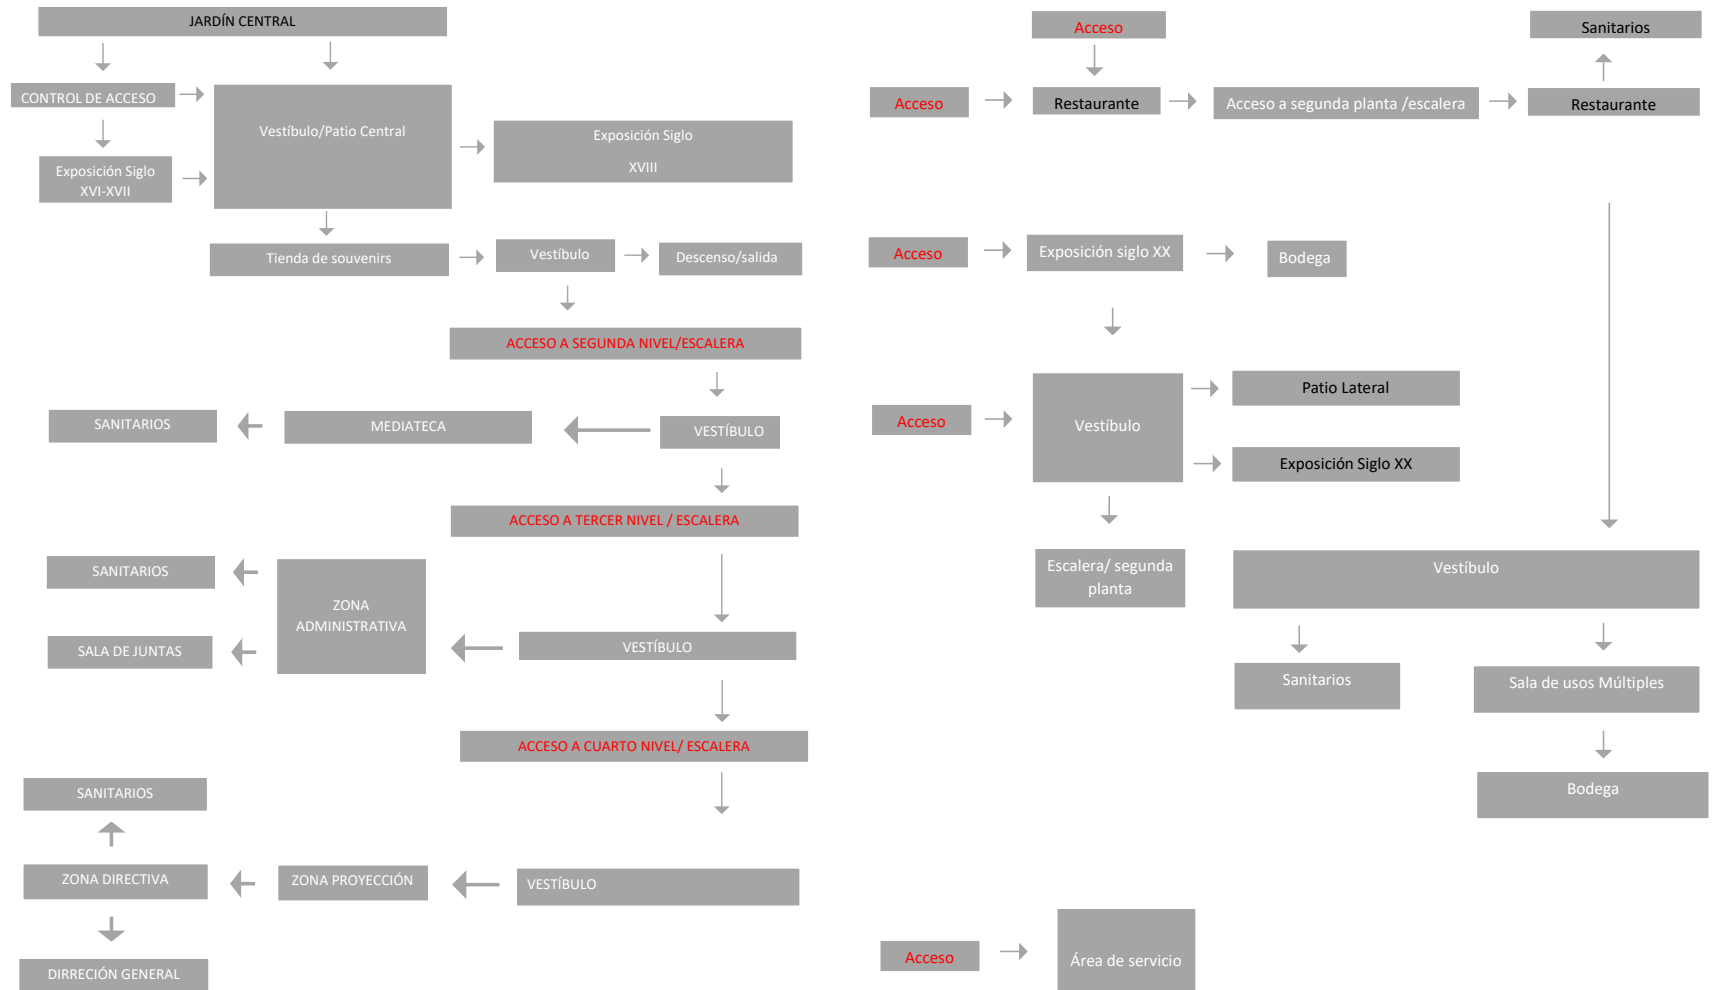 JARDÍN CENTRAL
CONTROL DE ACCESO
Vestíbulo/Patio Central
Exposición Siglo
XVIII
Exposición Siglo
XVI-XVII
Tienda de souvenirs
Vestíbulo
Descenso/salida
ACCESO A SEGUNDA NIVEL/ESCALERA
SANITARIOS
MEDIATECA
VESTÍBULO
ACCESO A TERCER NIVEL / ESCALERA
SANITARIOS
ZONA
ADMINISTRATIVA
SALA DE JUNTAS
VESTÍBULO
ACCESO A CUARTO NIVEL/ ESCALERA
SANITARIOS
ZONA DIRECTIVA
ZONA PROYECCIÓN
VESTÍBULO
DIRRECIÓN GENERAL
Acceso
Sanitarios
Acceso
Restaurante
Acceso a segunda planta /escalera
Restaurante
Acceso
Exposición siglo XX
Bodega
Acceso
Vestíbulo
Patio Lateral
Exposición Siglo XX
Escalera/ segunda
planta
Vestíbulo
Sanitarios
Sala de usos Múltiples
Bodega
Acceso
Área de servicio